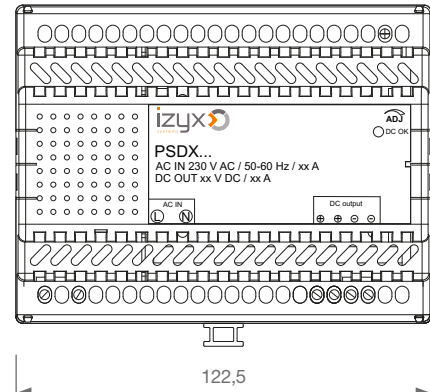 izyx
systems
ADJ
DC OK
PSDX...
AC IN 230 V AC / 50-60 Hz / xx A
DC OUT xx V DC / xx A
AC IN
L N
DC output
122,5